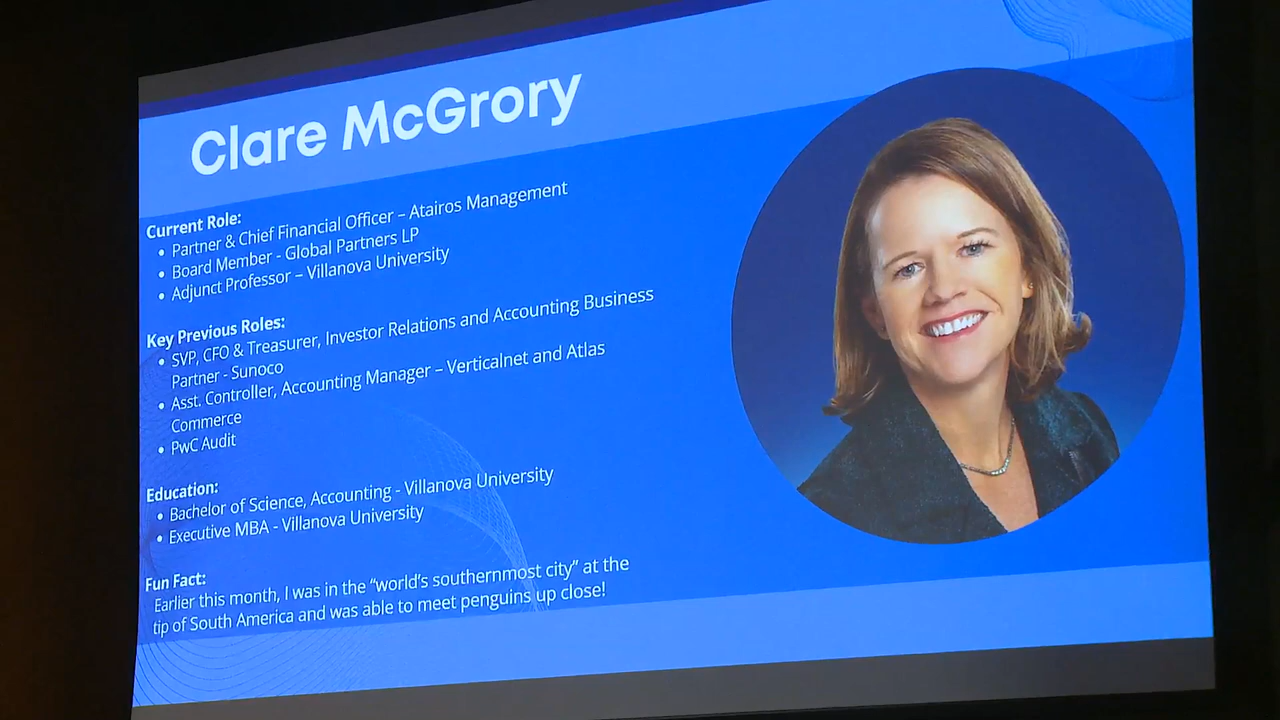 Clare McGrory
Current Role:
• Partner & Chief Financial Officer – Atairos Management
• Board Member - Global Partners LP
• Adjunct Professor – Villanova University
Key Previous Roles:
• SVP, CFO & Treasurer, Investor Relations and Accounting Business
Partner - Sunoco
• Asst. Controller, Accounting Manager – Verticalnet and Atlas
Commerce
• PwC Audit
Education:
• Bachelor of Science, Accounting - Villanova University
• Executive MBA - Villanova University
Fun Fact:
Earlier this month, I was in the “world’s southernmost city” at the
tip of South America and was able to meet penguins up close!